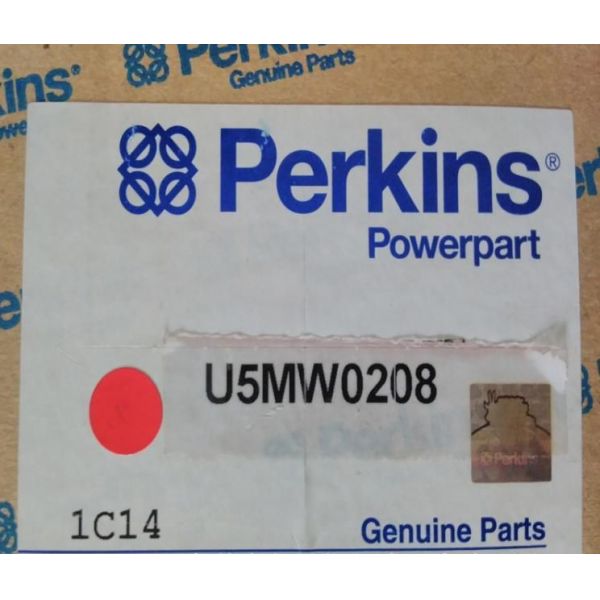 Perkins
Genuine Parts
Perkins®
Powerpart
U5MW0208
Perkins
1C14
Genuine Parts